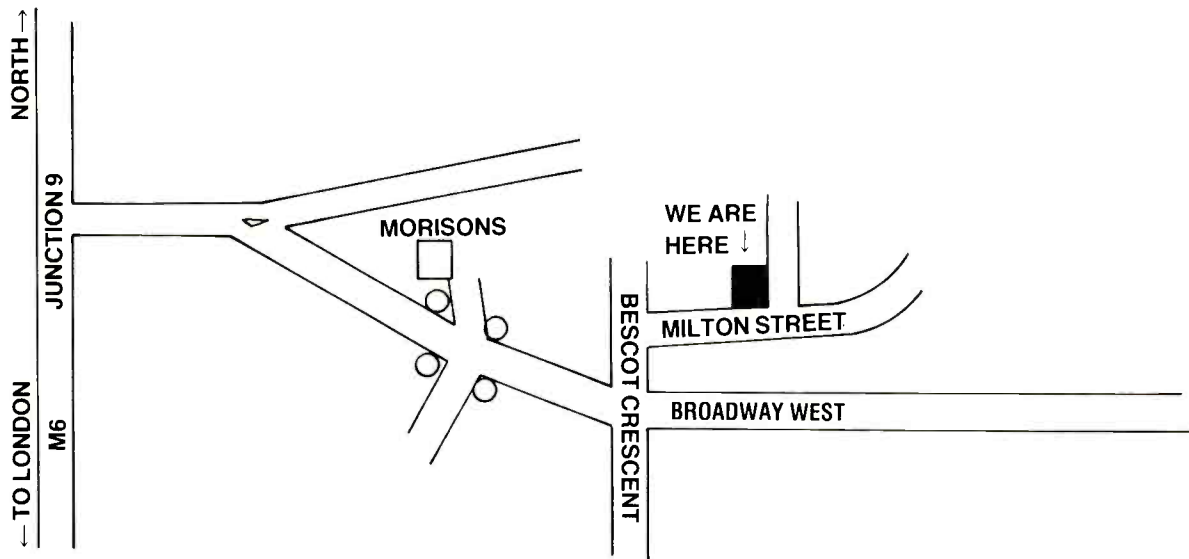 NORTH →
JUNCTION 9
M6
← TO LONDON
MORISONS
WE ARE
HERE ↓
BESCOT CRESCENT
MILTON STREET
BROADWAY WEST